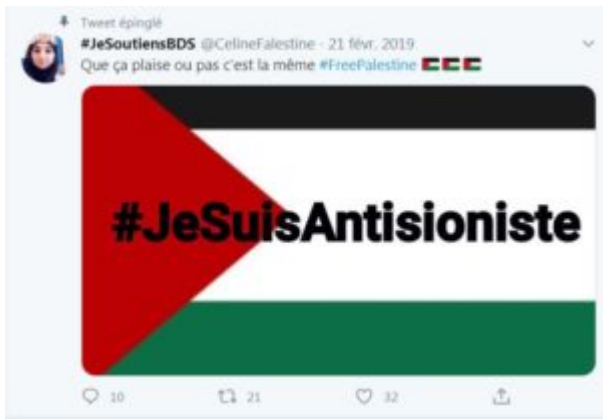 Tweet épinglé
#JeSoutiensBDS @CelineFalestine · 21 févr. 2019
Que ça plaise ou pas c'est la même #FreePalestine
#JeSuisAntisioniste
10 21 32